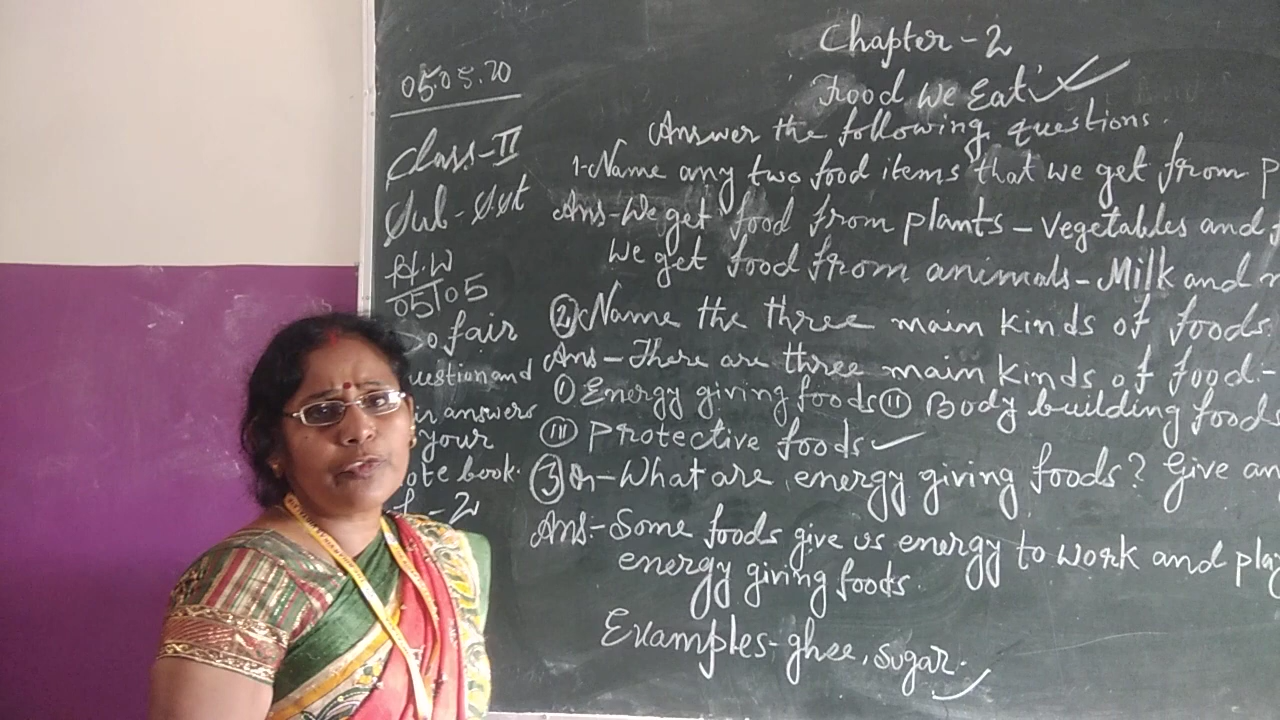 05.05.20
Class-II
Sub-SSt
H.W
05/05
Do fair
uestion and
answers
your
ote book.
-2
Chapter-2
Food We Eat
Answer the following questions.
1-Name any two food items that we get from P
Ans-We get food from plants-Vegetables and f
We get food from animals-Milk and m
② Name the three main kinds of foods
Ans-There are three main kinds of food.-
① Energy giving foods ⑪ Body building foods
(III) Protective foods
③ What are energy giving foods? Give an
Ans.-Some foods give us energy to work and play
energy giving foods.
Examples-ghee, sugar.